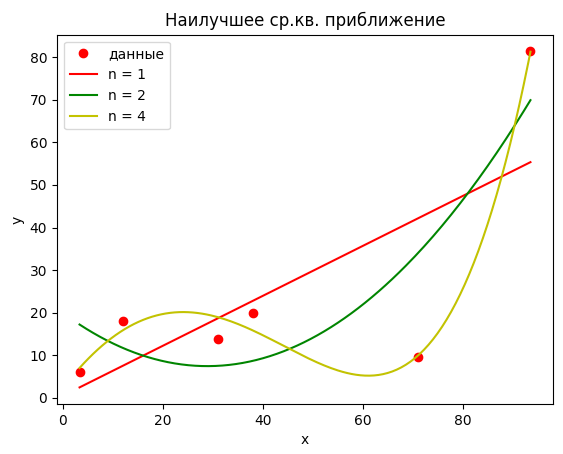 Наилучшее ср.кв. приближение
данные
n = 1
n = 2
n = 4
80
70
60
50
40
30
20
10
0
y
0 20 40 60 80
x